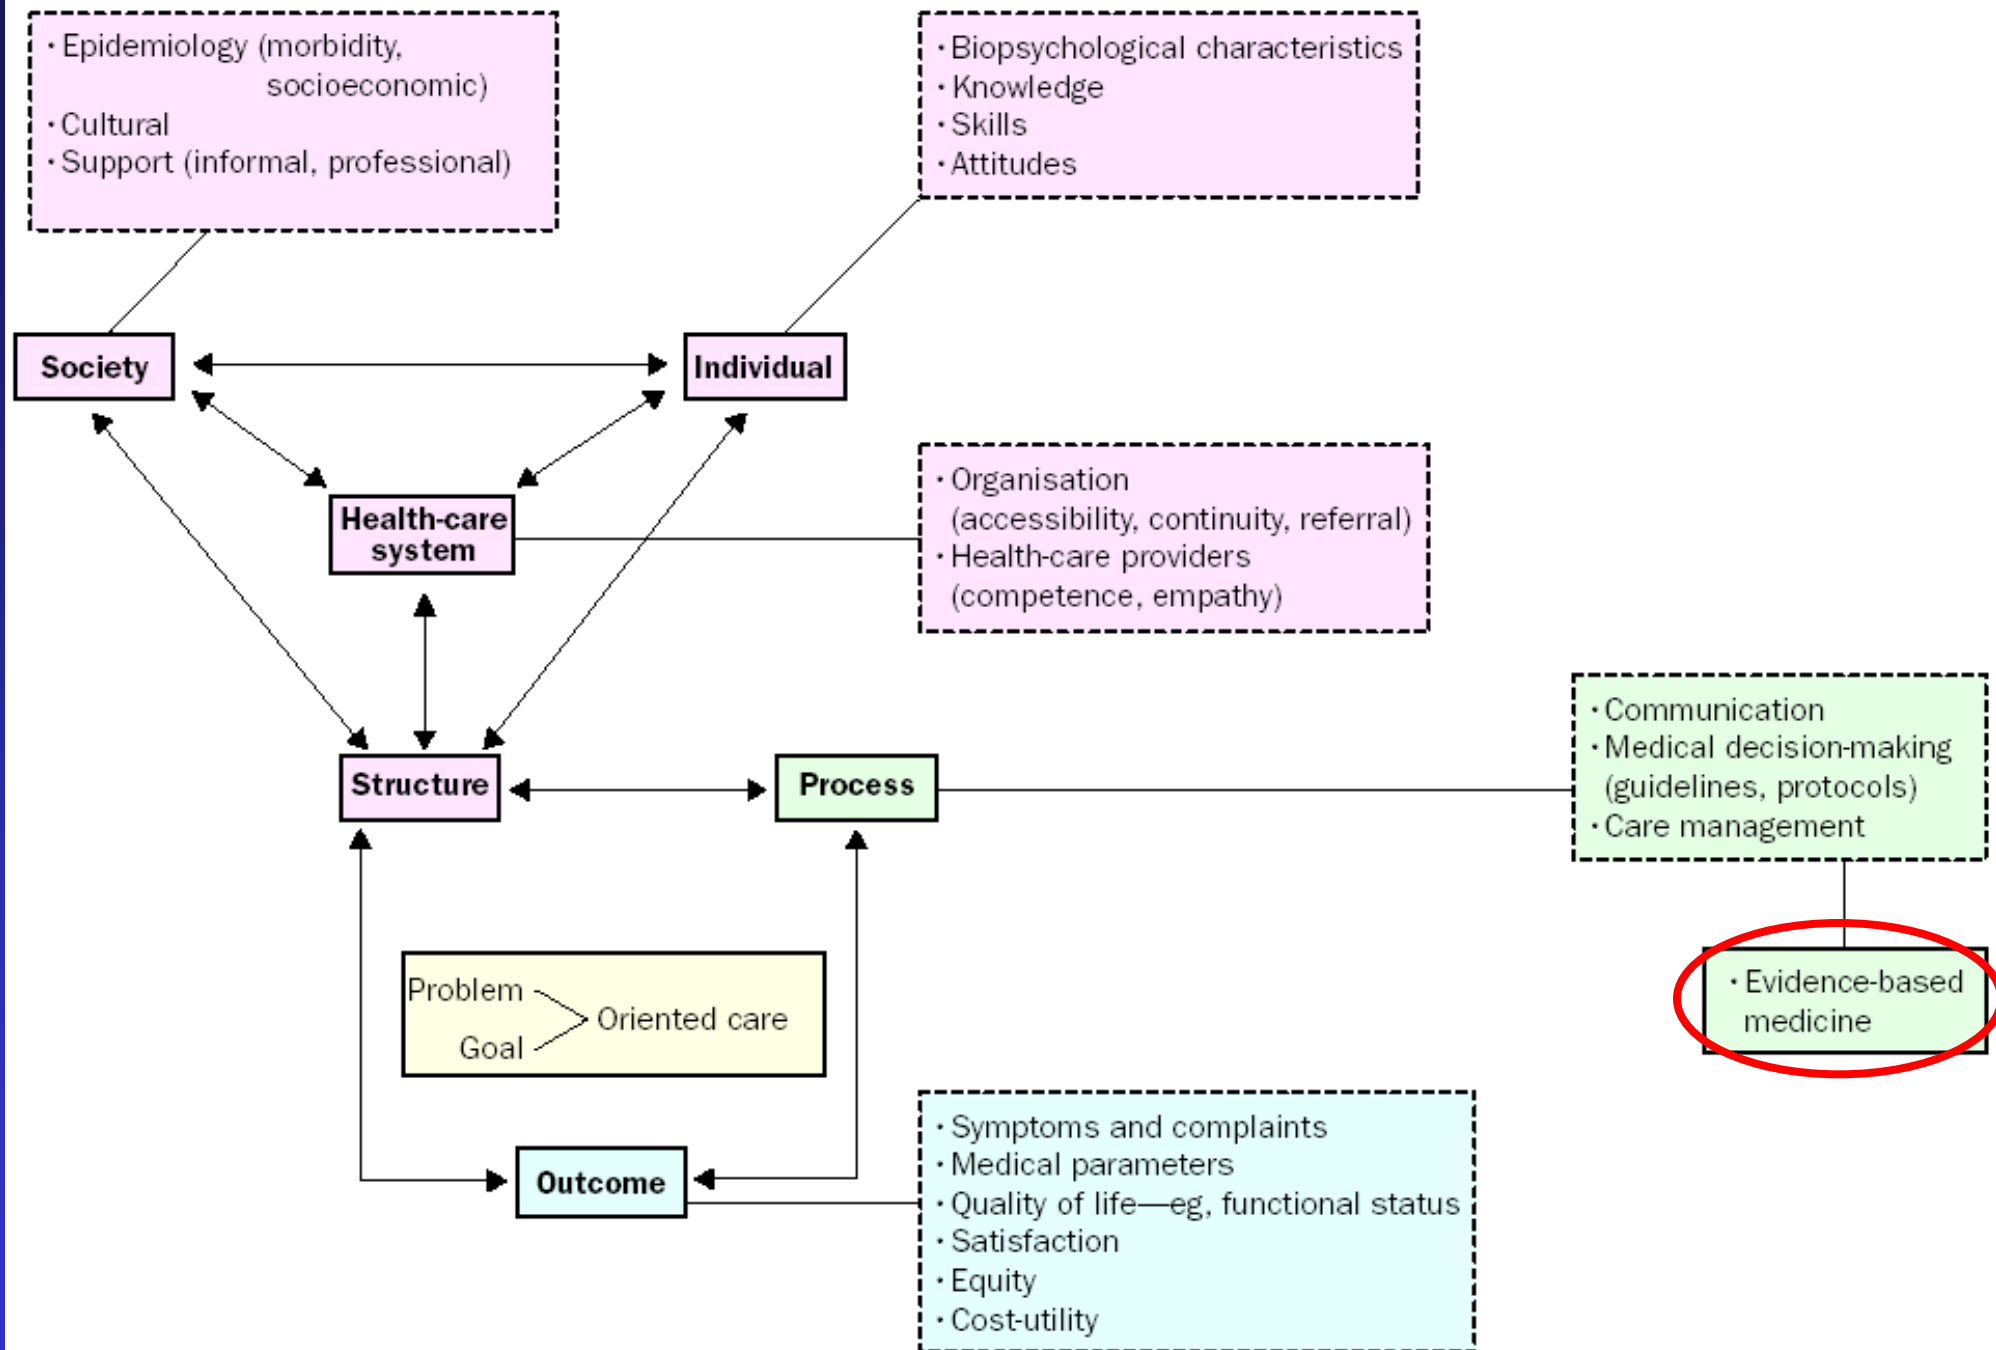 · Epidemiology (morbidity,
socioeconomic)
· Cultural
· Support (informal, professional)
· Biopsychological characteristics
· Knowledge
· Skills
· Attitudes
Society
Individual
Health-care
system
· Organisation
(accessibility, continuity, referral)
· Health-care providers
(competence, empathy)
Structure
Process
· Communication
· Medical decision-making
(guidelines, protocols)
· Care management
· Evidence-based
medicine
Problem
Goal
Oriented care
Outcome
· Symptoms and complaints
· Medical parameters
· Quality of life—eg, functional status
· Satisfaction
· Equity
· Cost-utility